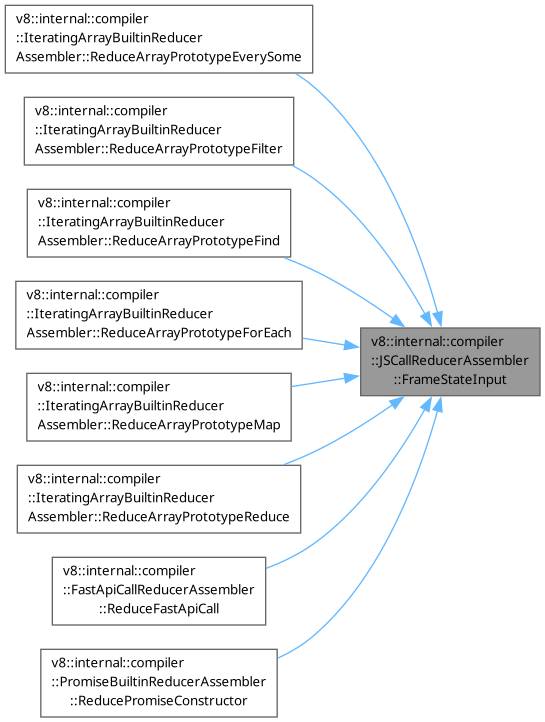 v8::internal::compiler
::IteratingArrayBuiltinReducer
Assembler::ReduceArrayPrototypeEverySome
v8::internal::compiler
::IteratingArrayBuiltinReducer
Assembler::ReduceArrayPrototypeFilter
v8::internal::compiler
::IteratingArrayBuiltinReducer
Assembler::ReduceArrayPrototypeFind
v8::internal::compiler
::IteratingArrayBuiltinReducer
Assembler::ReduceArrayPrototypeForEach
v8::internal::compiler
::JSCallReducerAssembler
::FrameStateInput
v8::internal::compiler
::IteratingArrayBuiltinReducer
Assembler::ReduceArrayPrototypeMap
v8::internal::compiler
::IteratingArrayBuiltinReducer
Assembler::ReduceArrayPrototypeReduce
v8::internal::compiler
::FastApiCallReducerAssembler
::ReduceFastApiCall
v8::internal::compiler
::PromiseBuiltinReducerAssembler
::ReducePromiseConstructor